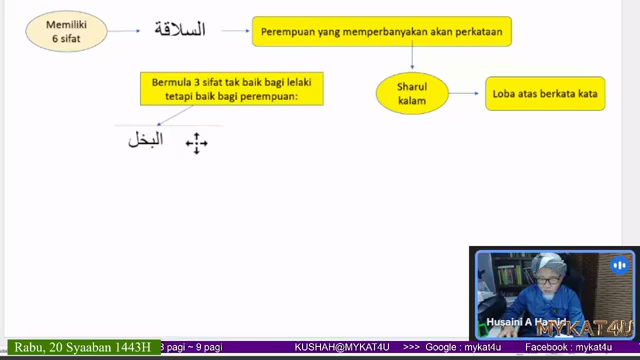 Memiliki
6 sifat
السلاقة
Perempuan yang memperbanyakan akan perkataan
Bermula 3 sifat tak baik bagi lelaki
tetapi baik bagi perempuan:
Sharul
kalam
Loba atas berkata kata
البخل
Husaini A Hamid
MYKAT4U
Rabu, 20 Syaaban 1443H
pagi ~ 9 pagi
KUSHAH@MYKAT4U
>>> Google : mykat4u
Facebook : mykat4u